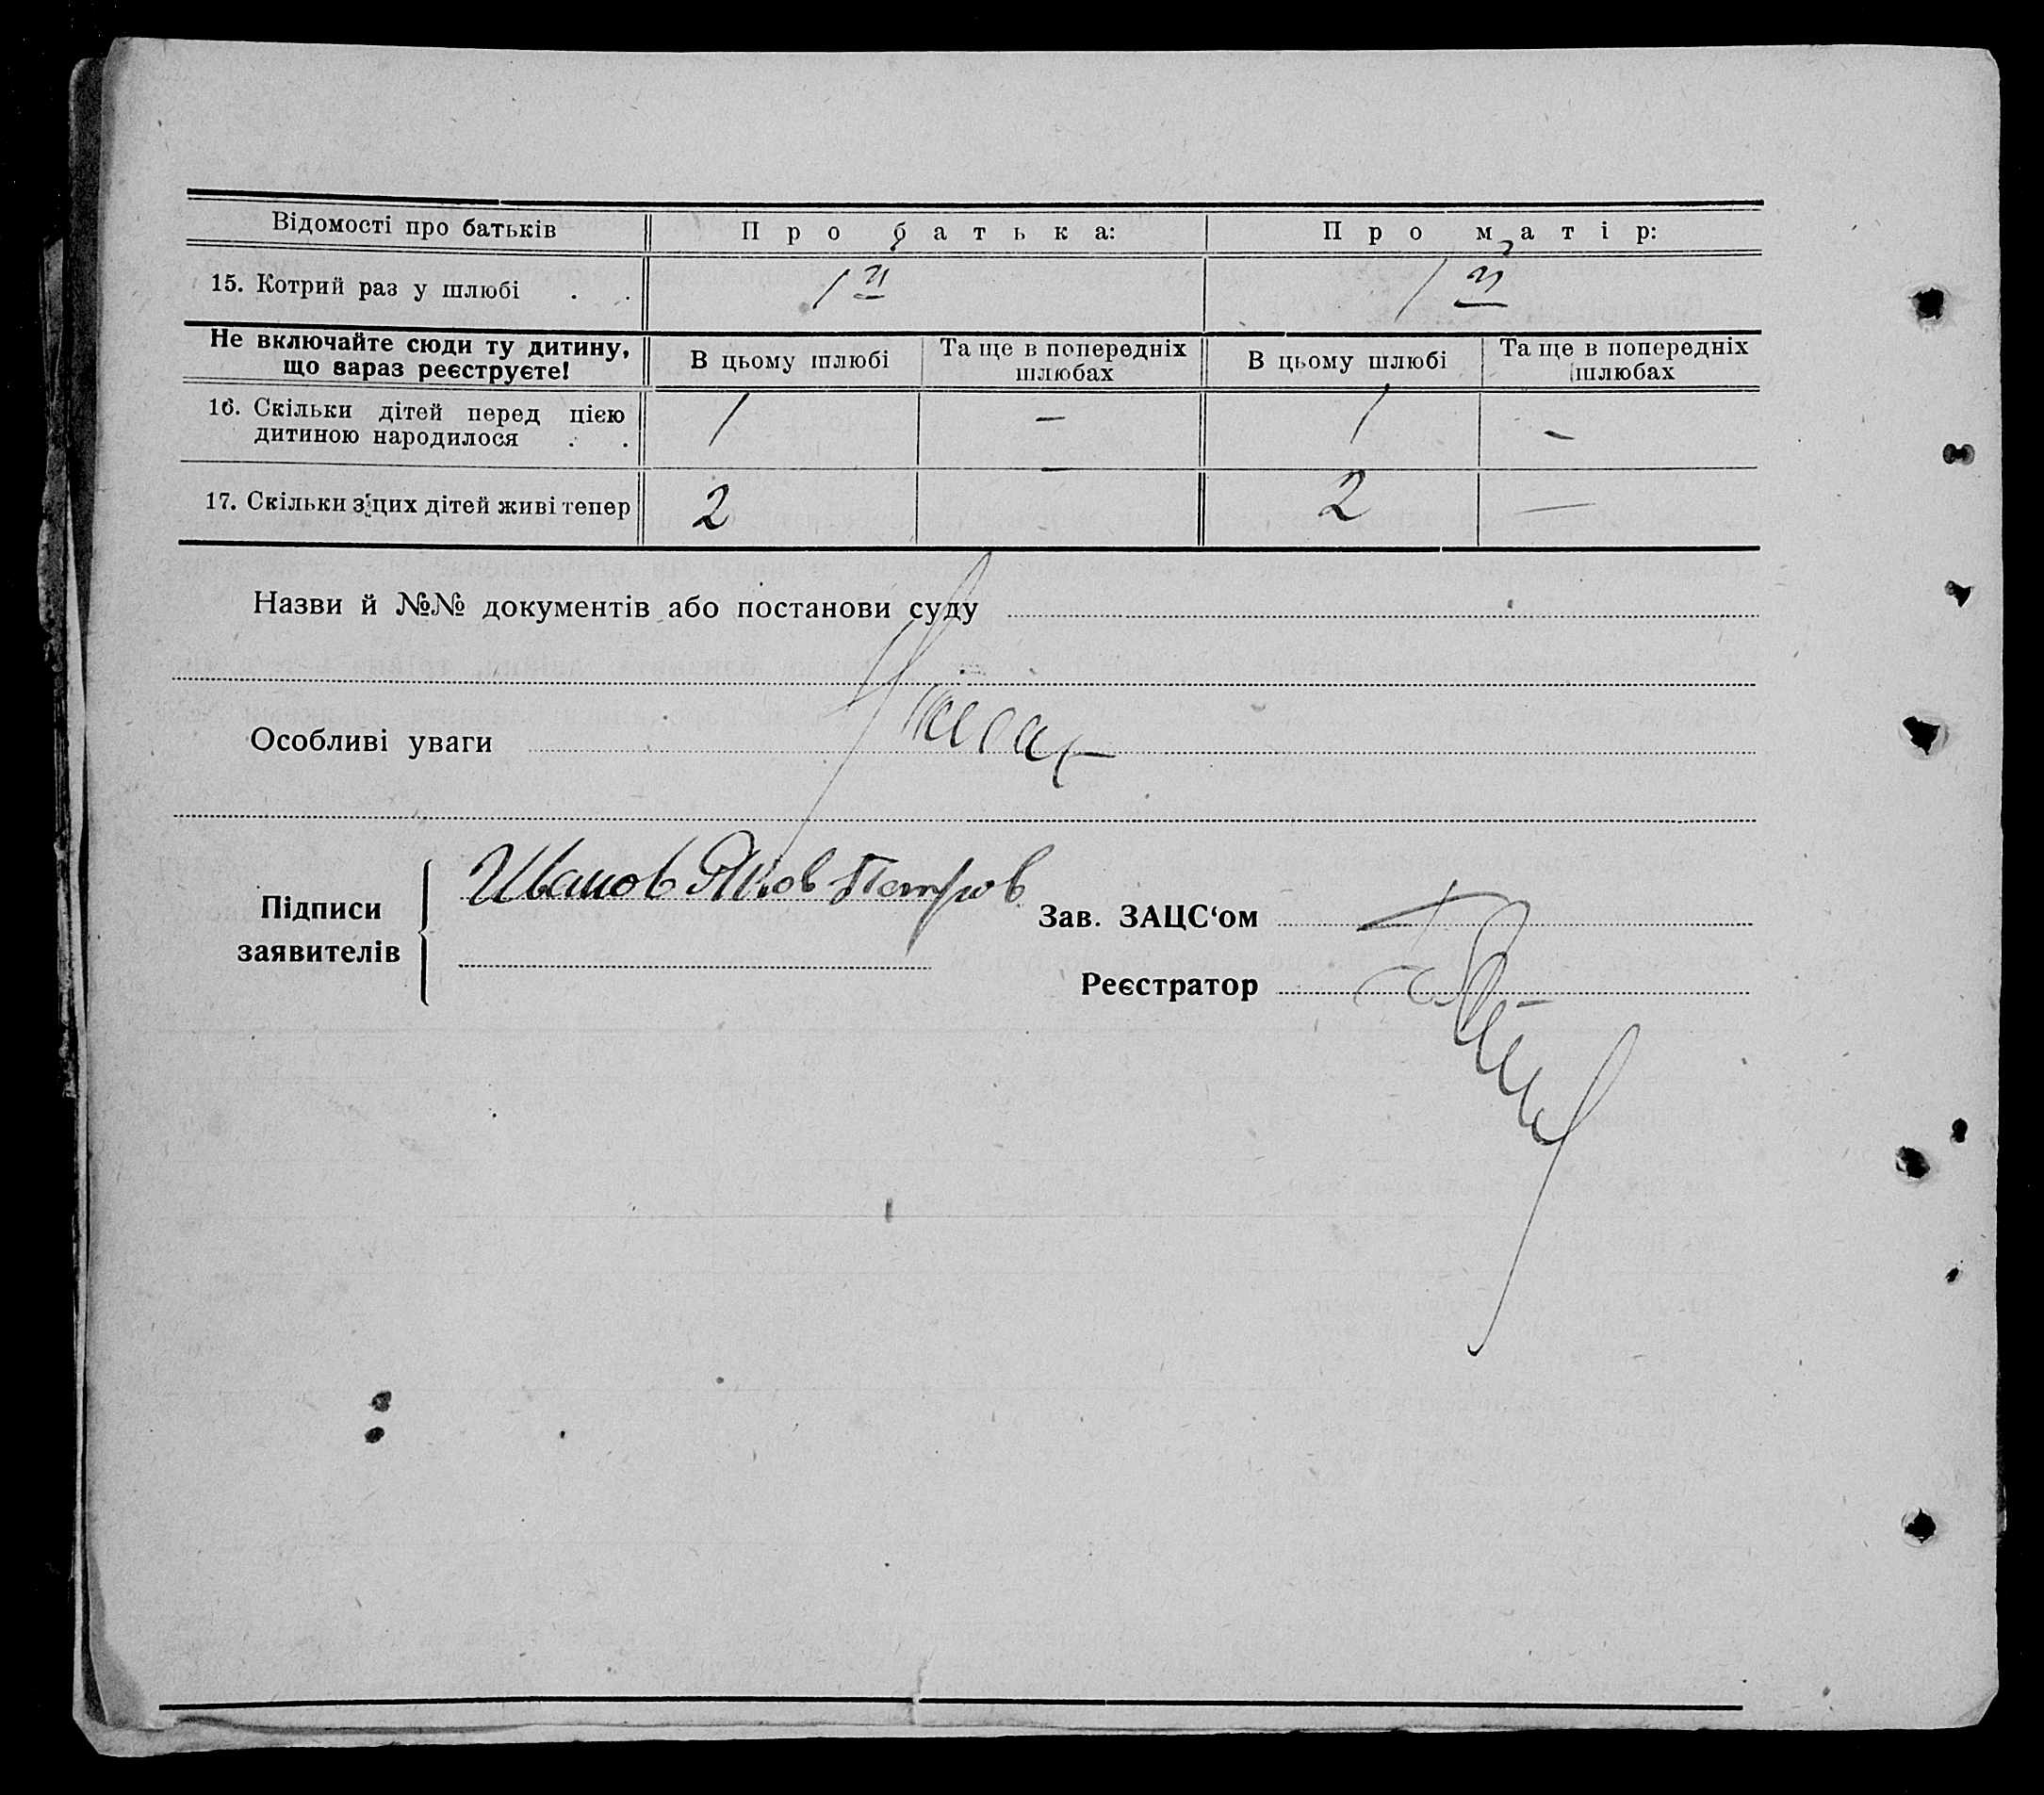 Відомості про батьків Про батька: Про матір:
15. Котрий раз у шлюбі . . 1й 1й
Не включайте сюди ту дитину, що зараз реєструєте! В цьому шлюбі Та ще в попередніх шлюбах В цьому шлюбі Та ще в попередніх шлюбах
16. Скільки дітей перед цією дитиною народилося . . 1 — 1 —
17. Скільки з цих дітей живі тепер 2 — 2 —
Назви й №№ документів або постанови суду
Особливі уваги
Підписи заявителів
Иванов Яков Петров
Зав. ЗАЦС‘ом
Реєстратор